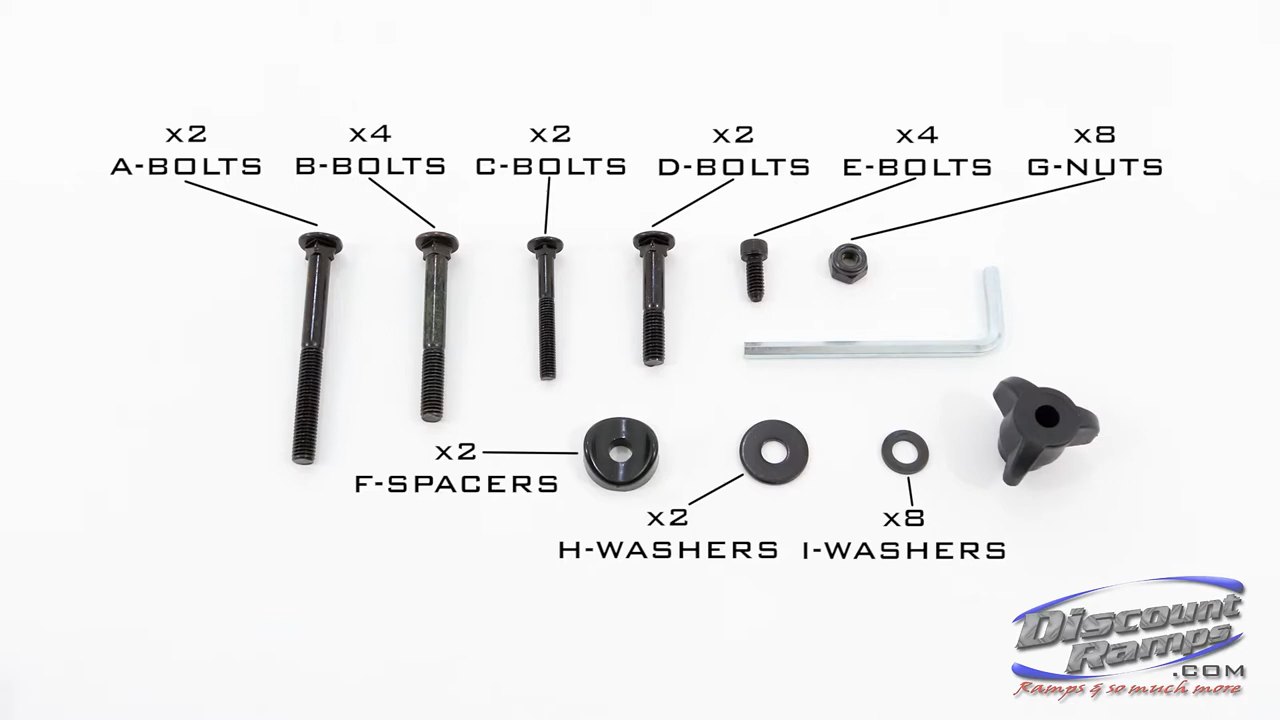 x2
A-BOLTS
x4
B-BOLTS
x2
C-BOLTS
x2
D-BOLTS
x4
E-BOLTS
x8
G-NUTS
x2
F-SPACERS
x2
H-WASHERS
x8
I-WASHERS
Discount
Ramps
.COM
Ramps & so much more